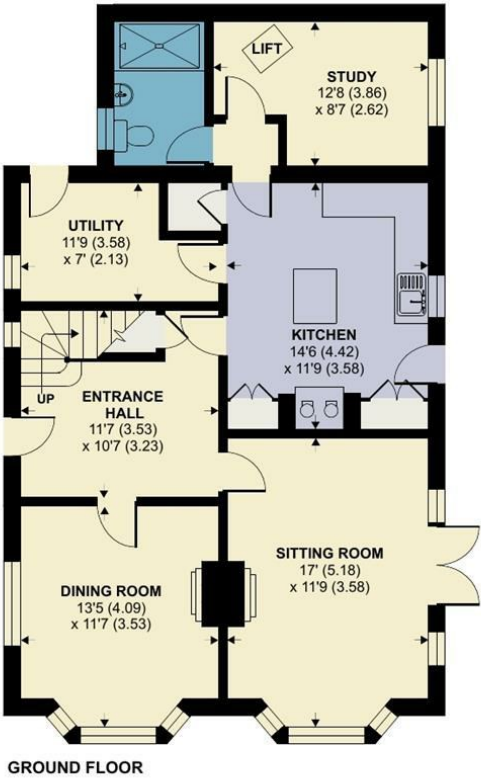 LIFT
STUDY
12'8 (3.86)
x 8'7 (2.62)
UTILITY
11'9 (3.58)
x 7' (2.13)
KITCHEN
14'6 (4.42)
x 11'9 (3.58)
UP
ENTRANCE
HALL
11'7 (3.53)
x 10'7 (3.23)
SITTING ROOM
17' (5.18)
x 11'9 (3.58)
DINING ROOM
13'5 (4.09)
x 11'7 (3.53)
GROUND FLOOR